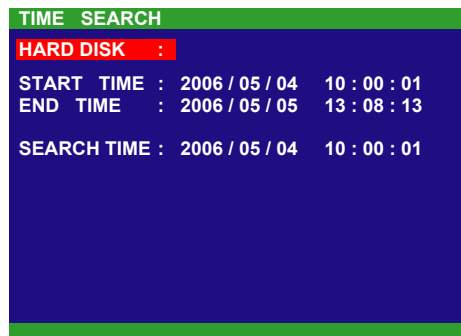 TIME SEARCH
HARD DISK :
START TIME : 2006 / 05 / 04 10 : 00 : 01
END TIME : 2006 / 05 / 05 13 : 08 : 13
SEARCH TIME : 2006 / 05 / 04 10 : 00 : 01